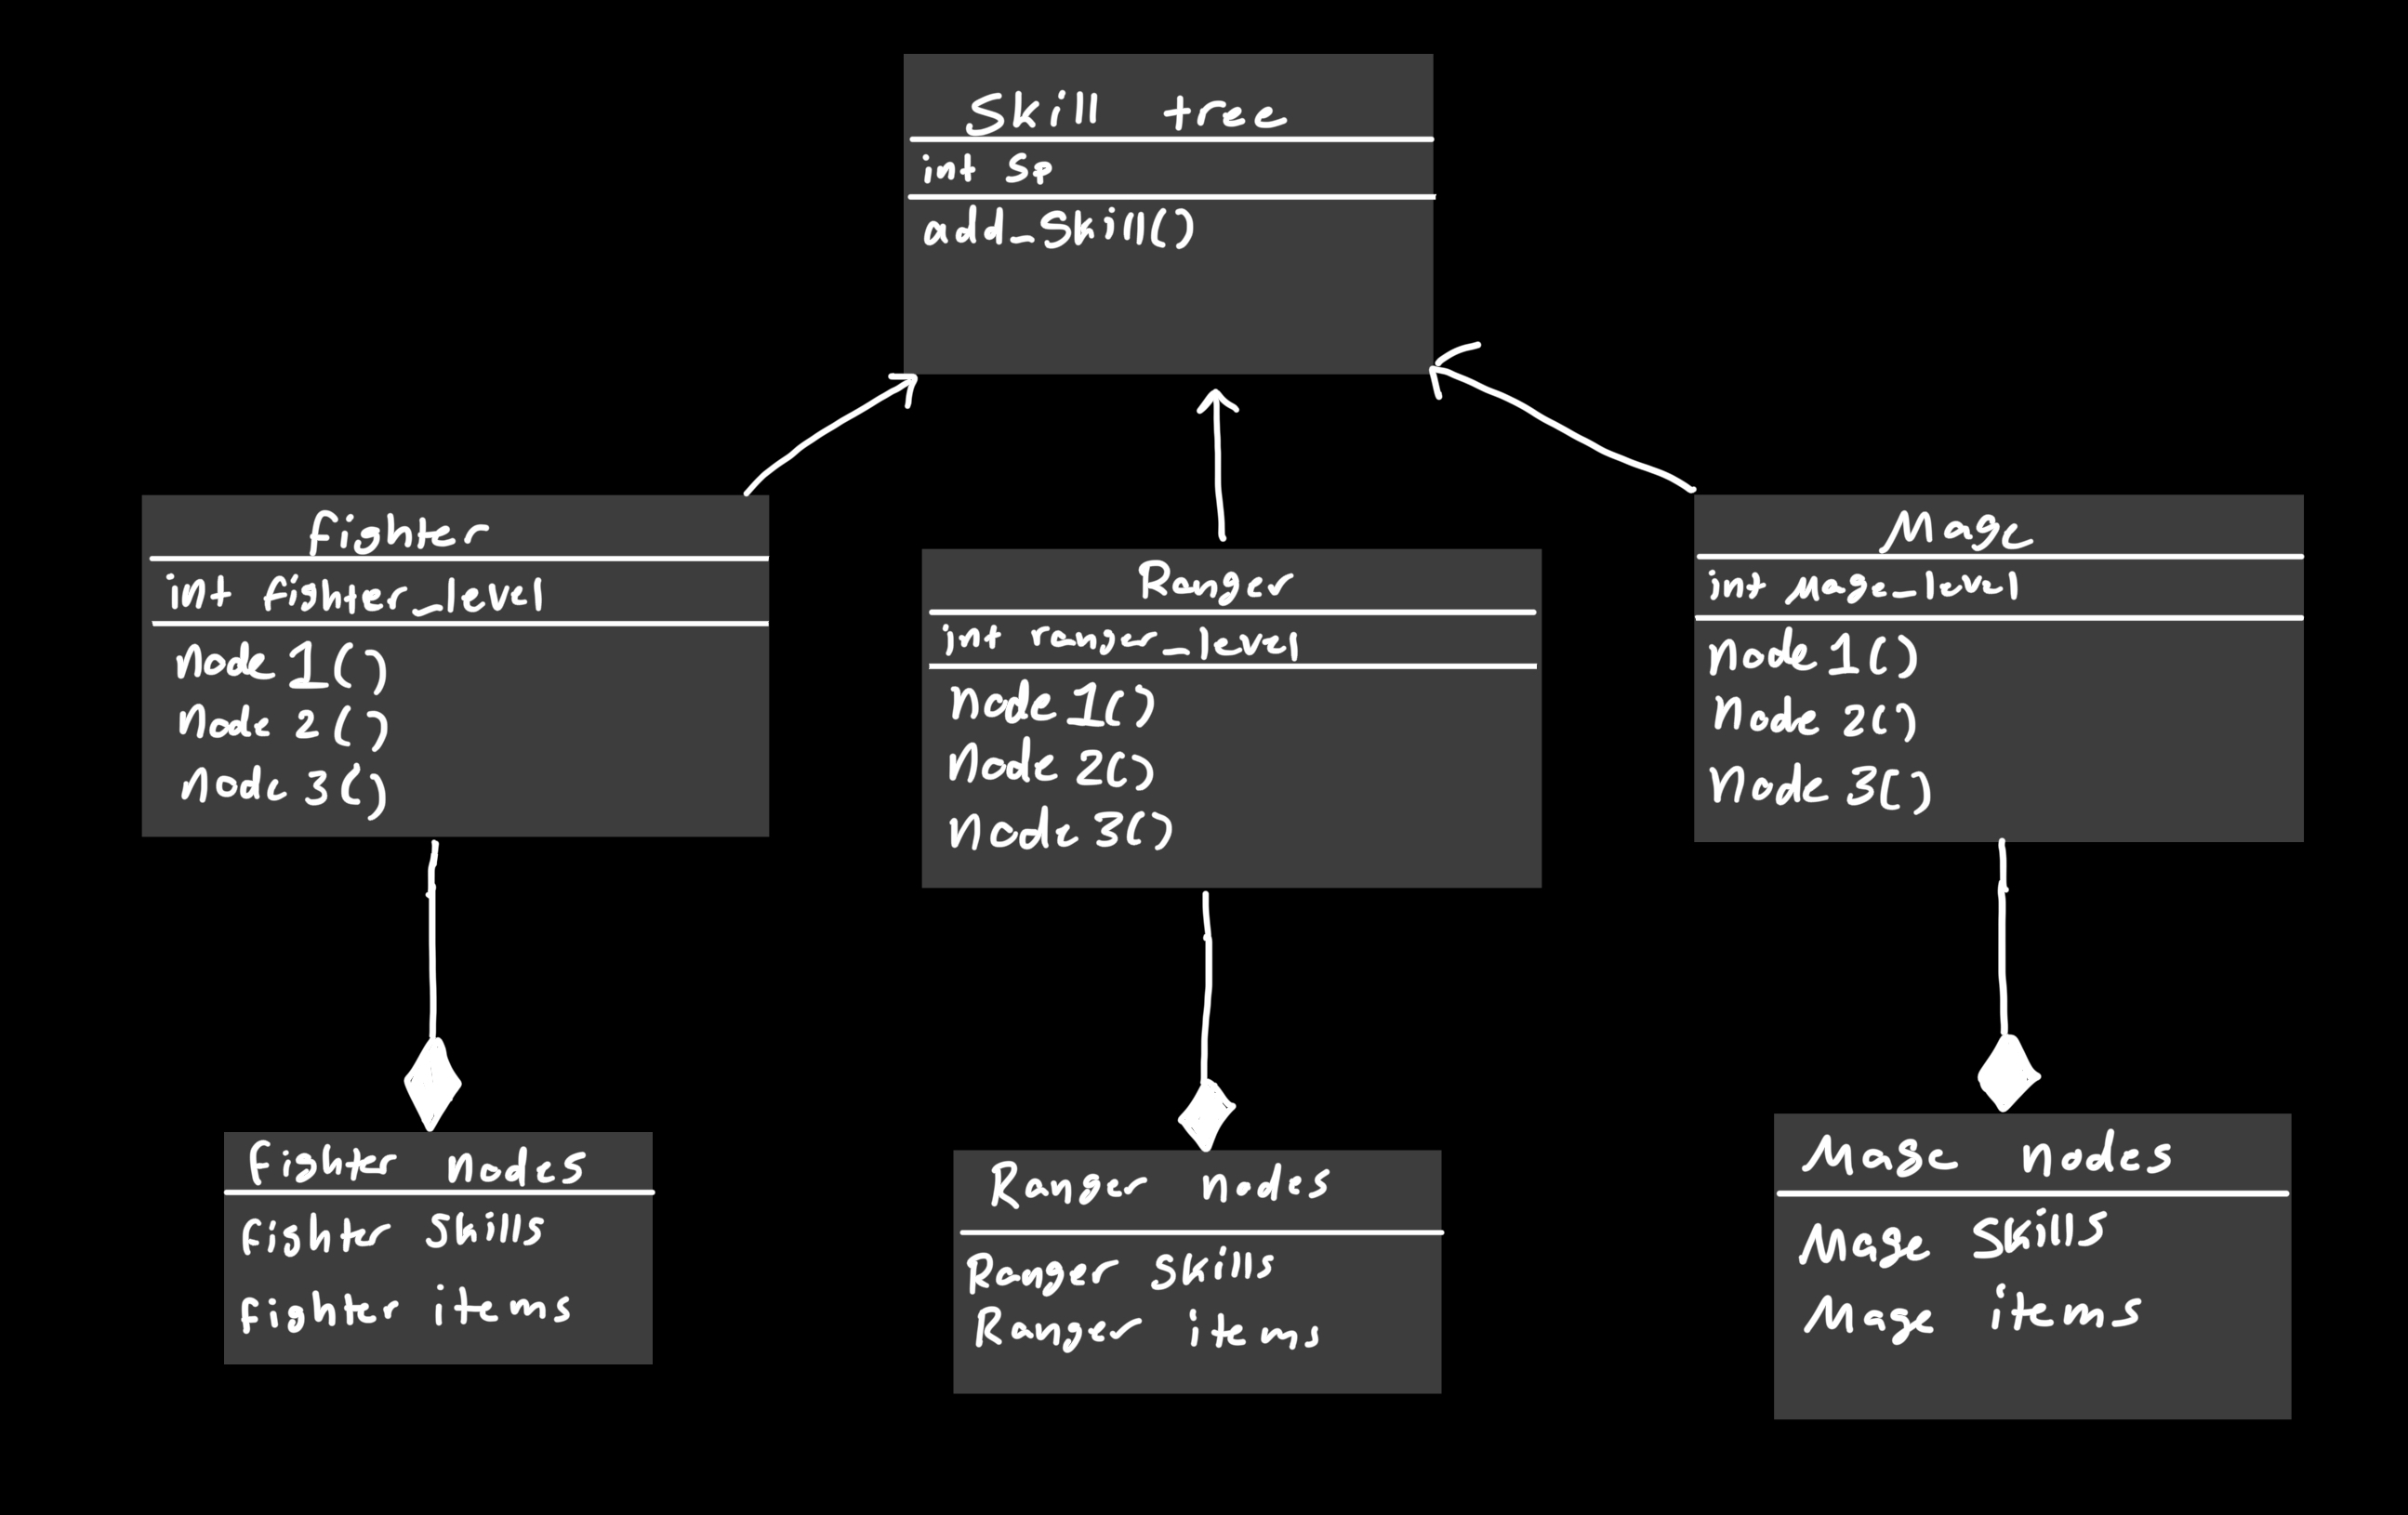 Skill tree
int Sp
add_Skill()
fighter
int fighter_level
Node 1()
Node 2()
Node 3()
Ranger
int ranger_level
Node 1()
Node 2()
Node 3()
Mage
int Mage_level
Node 1()
Node 2()
Node 3()
fighter nodes
fighter Skills
fighter items
Ranger nodes
Ranger Skills
Ranger items
Mage nodes
Mage Skills
Mage items